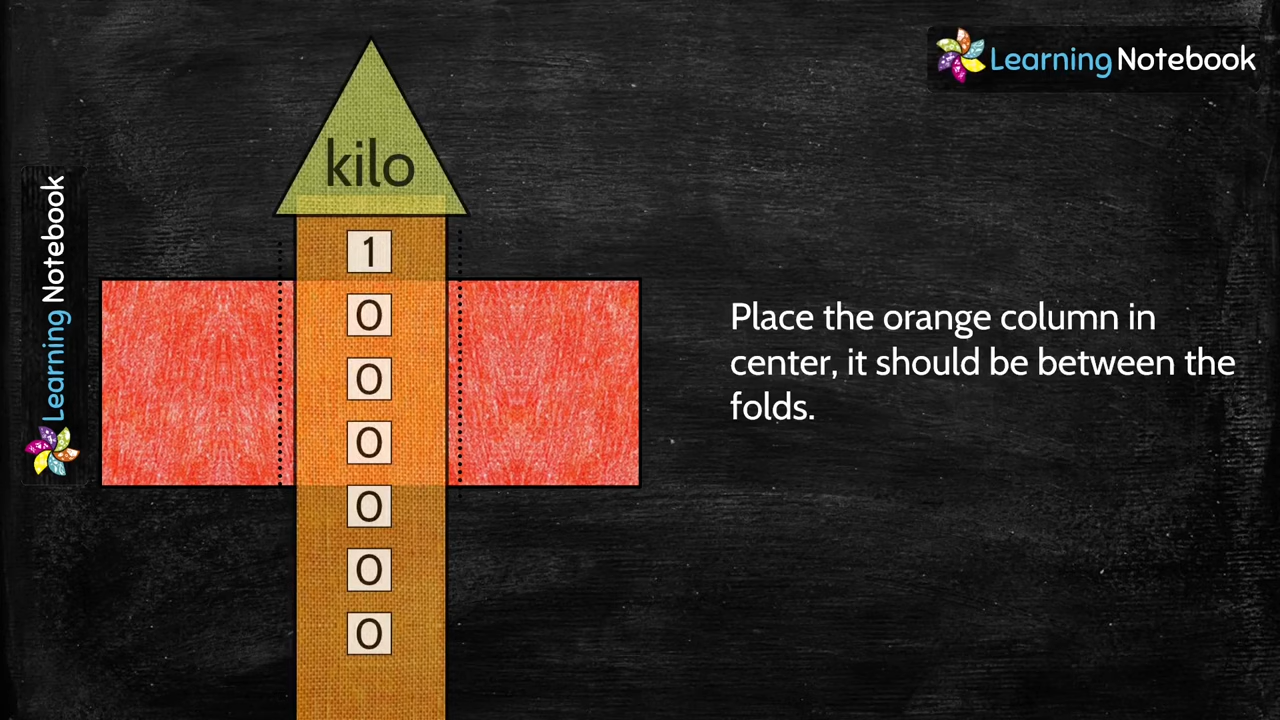 Learning Notebook
kilo
1
0
0
0
0
0
0
Learning Notebook
Place the orange column in
center, it should be between the
folds.